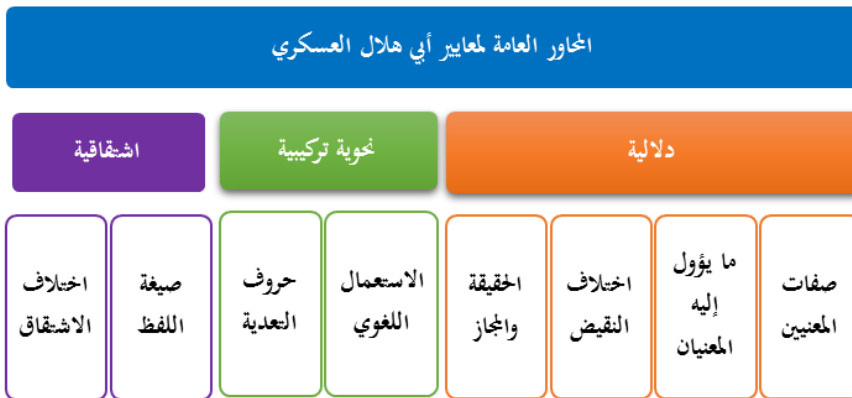 المحاور العامة لمعايير أبي هلال العسكري
دلالية
نحوية تركيبية
اشتقاقية
صفات
المعنيين
ما يؤول
إليه
المعنيان
اختلاف
النقيض
الحقيقة
والمجاز
الاستعمال
اللغوي
حروف
التعدية
صيغة
اللفظ
اختلاف
الاشتقاق